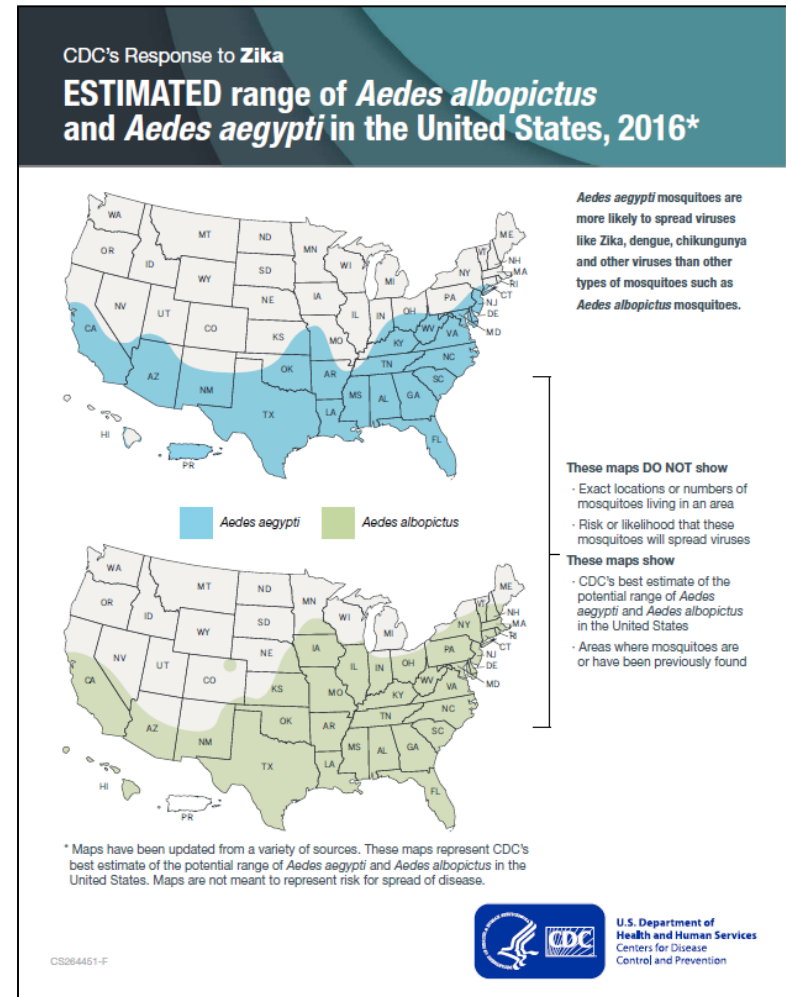 CDC's Response to Zika
ESTIMATED range of Aedes albopictus
and Aedes aegypti in the United States, 2016*
Aedes aegypti mosquitoes are
more likely to spread viruses
like Zika, dengue, chikungunya
and other viruses than other
types of mosquitoes such as
Aedes albopictus mosquitoes.
WA
MT
ND
MN
ME
OR
ID
SD
WI
VT
NH
WY
MI
NY
MA
RI
CT
NE
IA
PA
NJ
NV
UT
CO
IL
IN
OH
DE
CA
KS
MO
WV
VA
MD
KY
AZ
NM
OK
AR
TN
NC
SC
TX
LA
MS
AL
GA
FL
HI
PR
Aedes aegypti
Aedes albopictus
These maps DO NOT show
· Exact locations or numbers of
mosquitoes living in an area
· Risk or likelihood that these
mosquitoes will spread viruses
These maps show
· CDC's best estimate of the
potential range of Aedes
aegypti and Aedes albopictus
in the United States
· Areas where mosquitoes are
or have been previously found
WA
MT
ND
MN
ME
OR
ID
SD
WI
VT
NH
WY
MI
NY
MA
RI
CT
NE
IA
PA
NJ
NV
UT
CO
IL
IN
OH
DE
CA
KS
MO
WV
VA
MD
KY
AZ
NM
OK
AR
TN
NC
SC
TX
LA
MS
AL
GA
FL
HI
PR
* Maps have been updated from a variety of sources. These maps represent CDC's
best estimate of the potential range of Aedes aegypti and Aedes albopictus in the
United States. Maps are not meant to represent risk for spread of disease.
CS264451-F
CDC
U.S. Department of
Health and Human Services
Centers for Disease
Control and Prevention